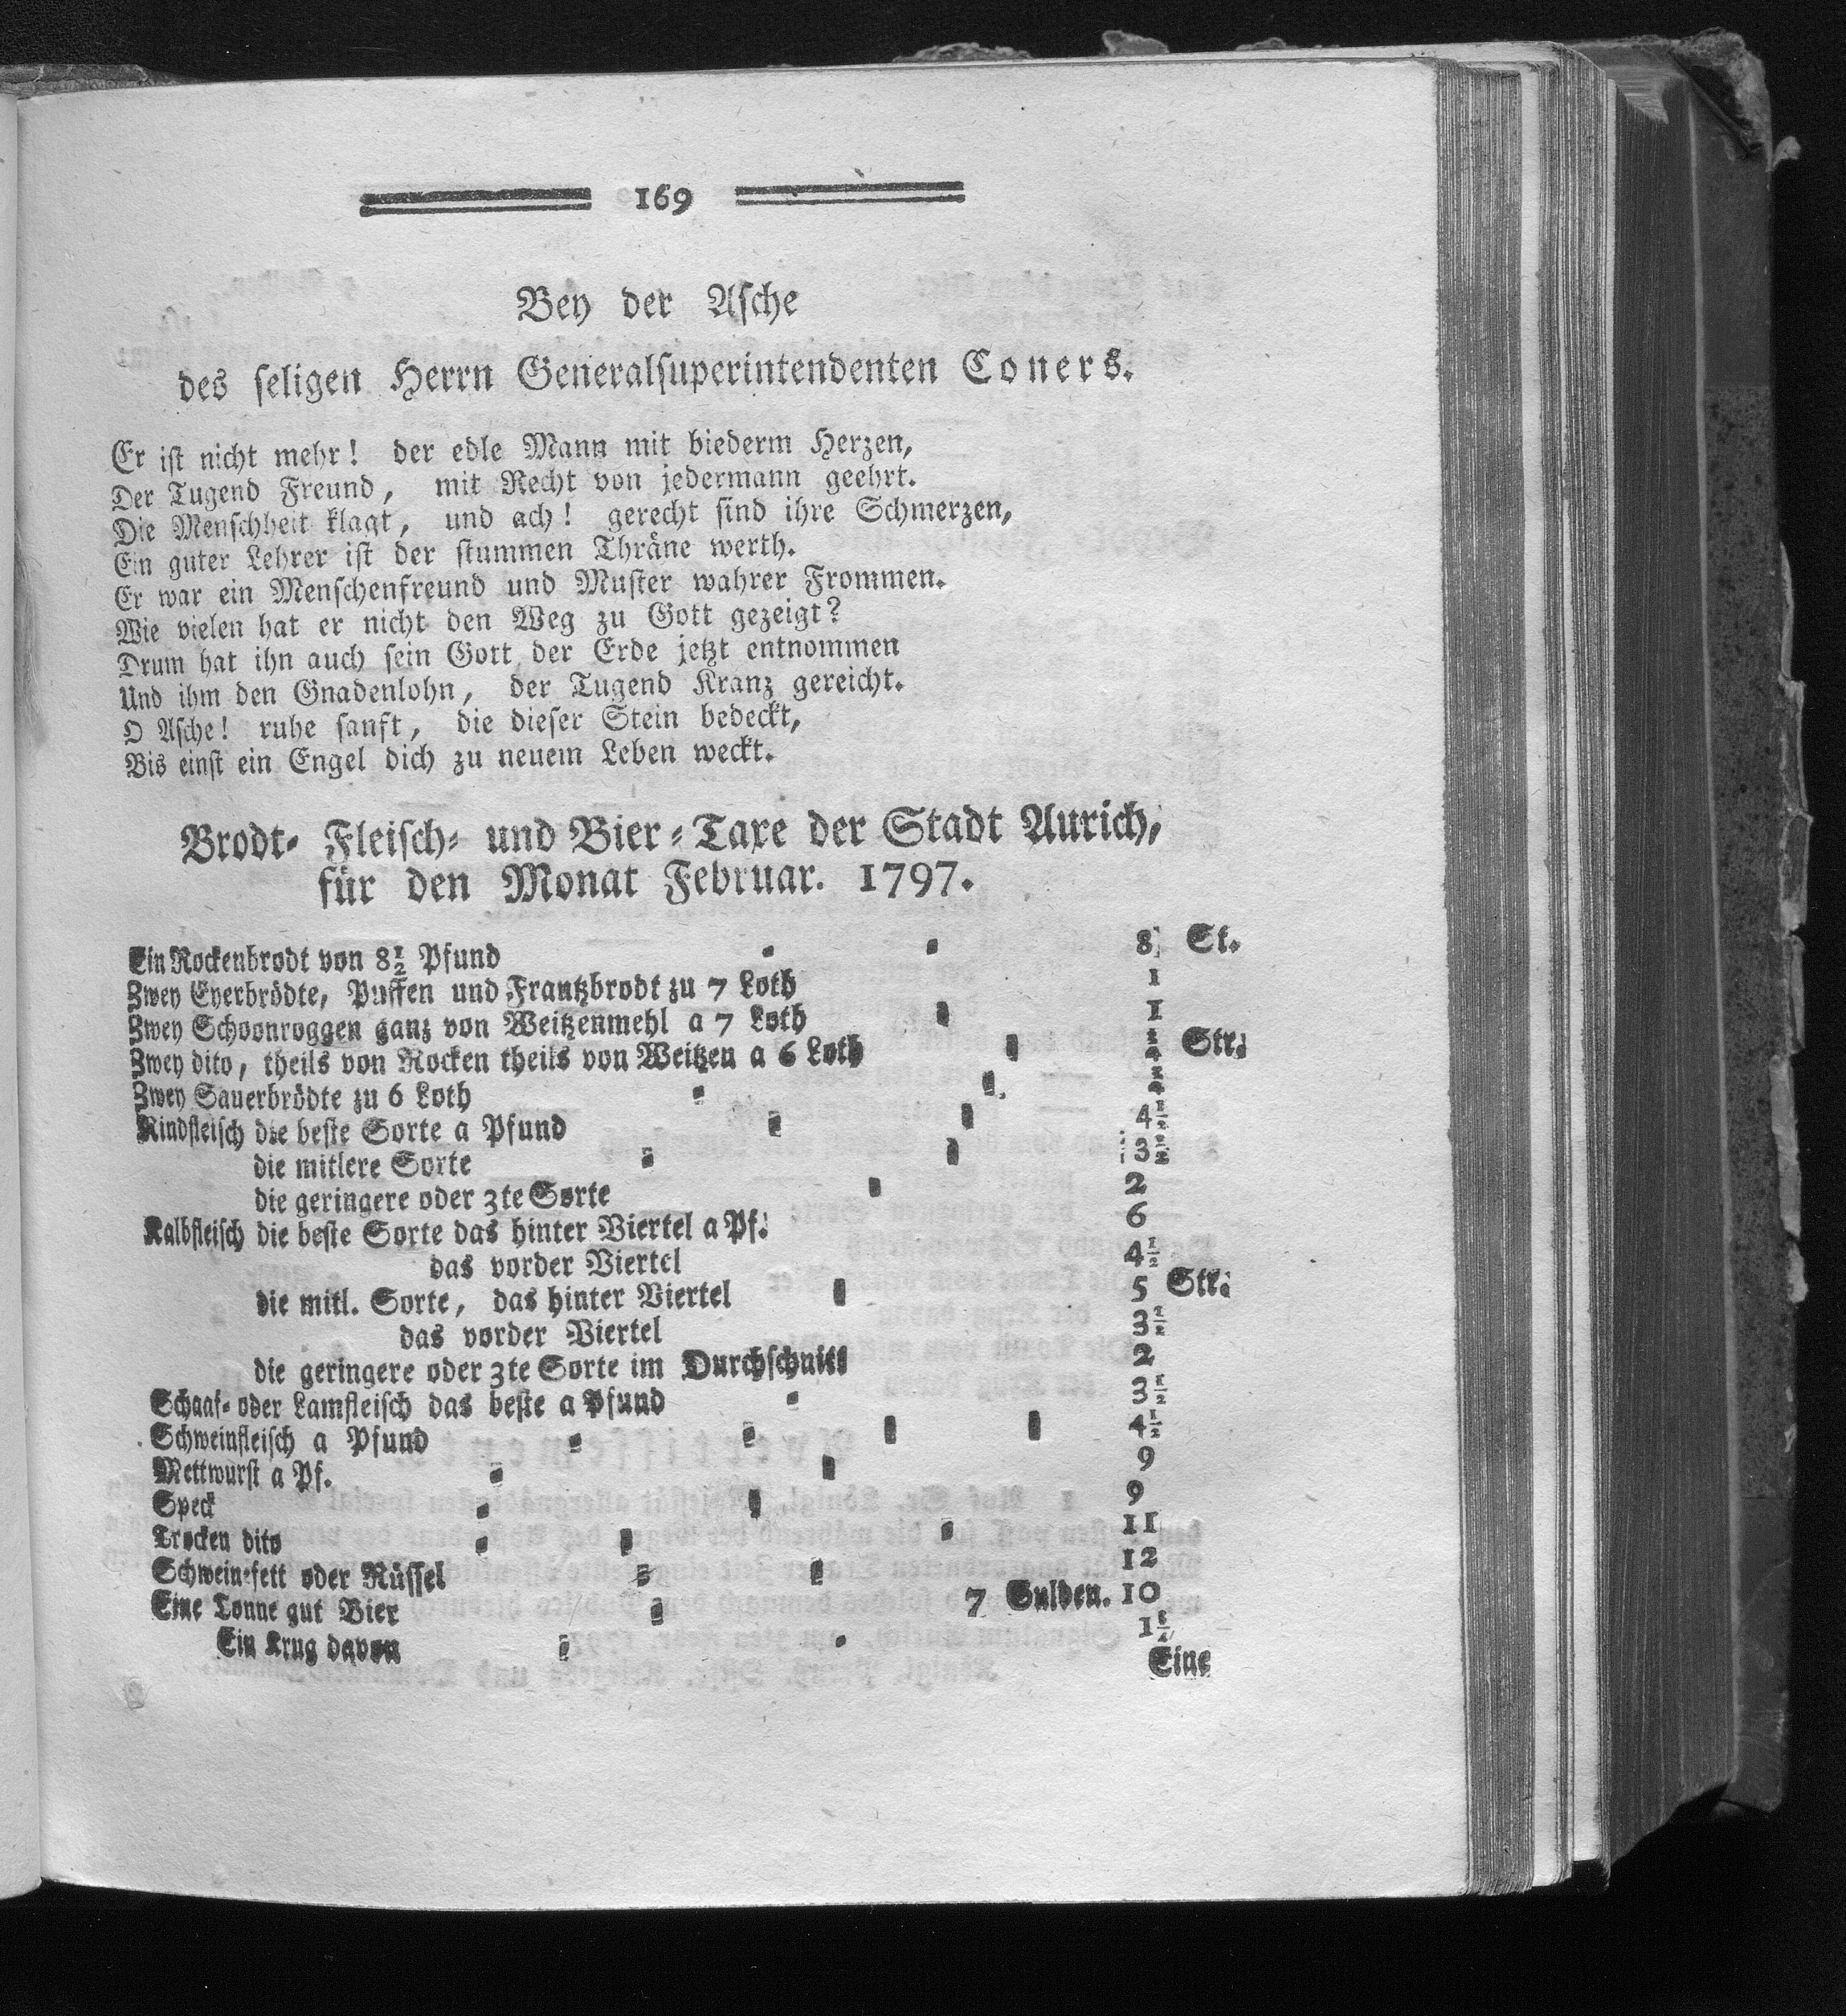 169
Bey der Asche
des seligen Herrn Generalsuperintendenten Coners.
Er ist nicht mehr! der edle Mann mit biederm Herzen,
Der Tugend Freund, mit Recht von jedermann geehrt.
Die Menschheit klagt, und ach! gerecht sind ihre Schmerzen,
Ein guter Lehrer ist der stummen Thräne werth.
Er war ein Menschenfreund und Muster wahrer Frommen.
Wie vielen hat er nicht den Weg zu Gott gezeigt?
Drum hat ihn auch sein Gott der Erde jetzt entnommen
Und ihm den Gnadenlohn, der Tugend Kranz gereicht.
O Asche! ruhe sanft, die dieser Stein bedeckt,
Bis einst ein Engel dich zu neuem Leben weckt.
Brodt- Fleisch- und Bier-Taxe der Stadt Aurich,
für den Monat Februar. 1797.
Ein Rockenbrodt von 8½ Pfund 8 St.
Zwey Eyerbrödte, Puffen und Frantzbrodt zu 7 Loth 1
Zwey Schoonroggen ganz von Weitzenmehl a 7 Loth 1
Zwey dito, theils von Rocken theils von Weitzen a 6 Loth Str.
Zwey Sauerbrödte zu 6 Loth
Rindfleisch die beste Sorte a Pfund 4½
die mitlere Sorte 3½
die geringere oder 3te Sorte 2
Kalbfleisch die beste Sorte das hinter Viertel a Pf. 6
das vorder Viertel 4½
die mitl. Sorte, das hinter Viertel 5 Str.
das vorder Viertel 3½
die geringere oder 3te Sorte im Durchschnitt 2
Schaaf- oder Lamfleisch das beste a Pfund 3½
Schweinfleisch a Pfund 4½
Mettwurst a Pf. 9
Speck 9
Trocken dito 11
Schweinefett oder Rüssel 12
Eine Tonne gut Bier 7 Gulden. 10
Ein Krug davon
Eine